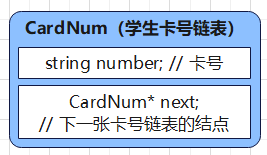 CardNum（学生卡号链表）
string number; // 卡号
CardNum* next;
// 下一张卡号链表的结点